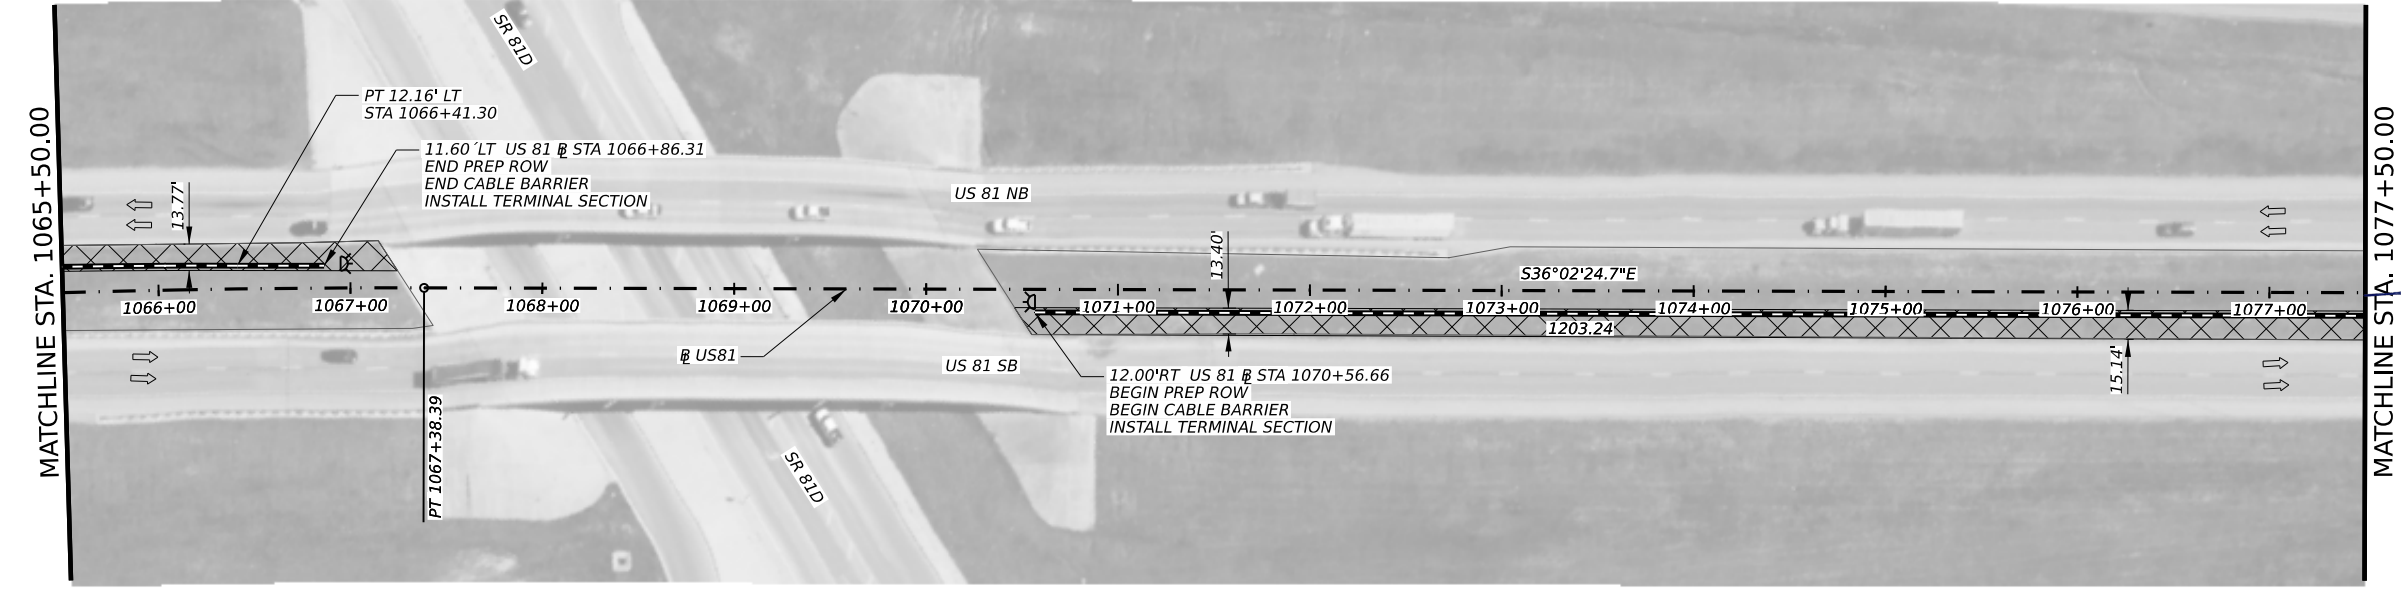 MATCHLINE STA. 1065+50.00
SR 81D
PT 12.16' LT
STA 1066+41.30
11.60´LT US 81 ⅊ STA 1066+86.31
END PREP ROW
END CABLE BARRIER
INSTALL TERMINAL SECTION
13.77'
US 81 NB
13.40'
S36°02'24.7"E
1066+00
1067+00
1068+00
1069+00
1070+00
1071+00
1072+00
1073+00
1074+00
1075+00
1076+00
1077+00
1203.24
PT 1067+38.39
BL US81
US 81 SB
12.00'RT US 81 BL STA 1070+56.66
BEGIN PREP ROW
BEGIN CABLE BARRIER
INSTALL TERMINAL SECTION
15.14'
SR 81D
MATCHLINE STA. 1077+50.00